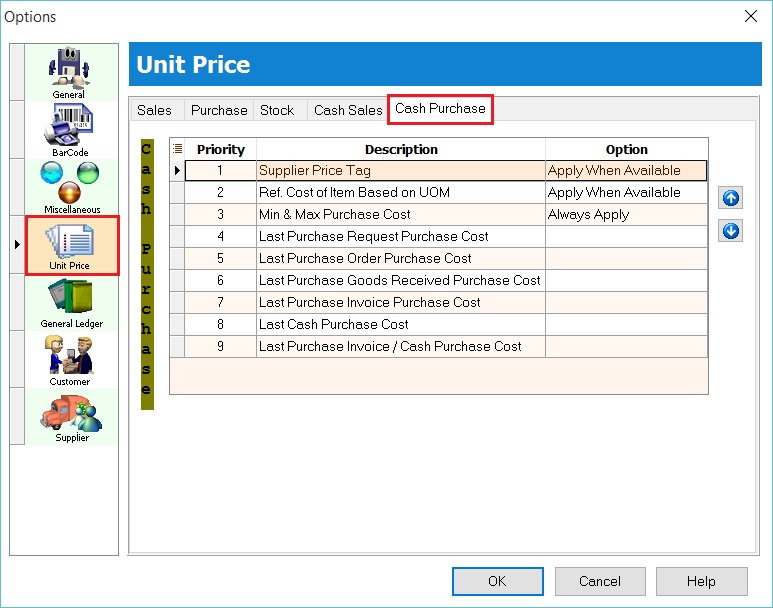 Options
General
BarCode
Miscellaneous
Unit Price
General Ledger
Customer
Supplier
Unit Price
Sales Purchase Stock Cash Sales Cash Purchase
Cash Purchase
Priority Description Option
1 Supplier Price Tag Apply When Available
2 Ref. Cost of Item Based on UOM Apply When Available
3 Min & Max Purchase Cost Always Apply
4 Last Purchase Request Purchase Cost
5 Last Purchase Order Purchase Cost
6 Last Purchase Goods Received Purchase Cost
7 Last Purchase Invoice Purchase Cost
8 Last Cash Purchase Cost
9 Last Purchase Invoice / Cash Purchase Cost
OK Cancel Help